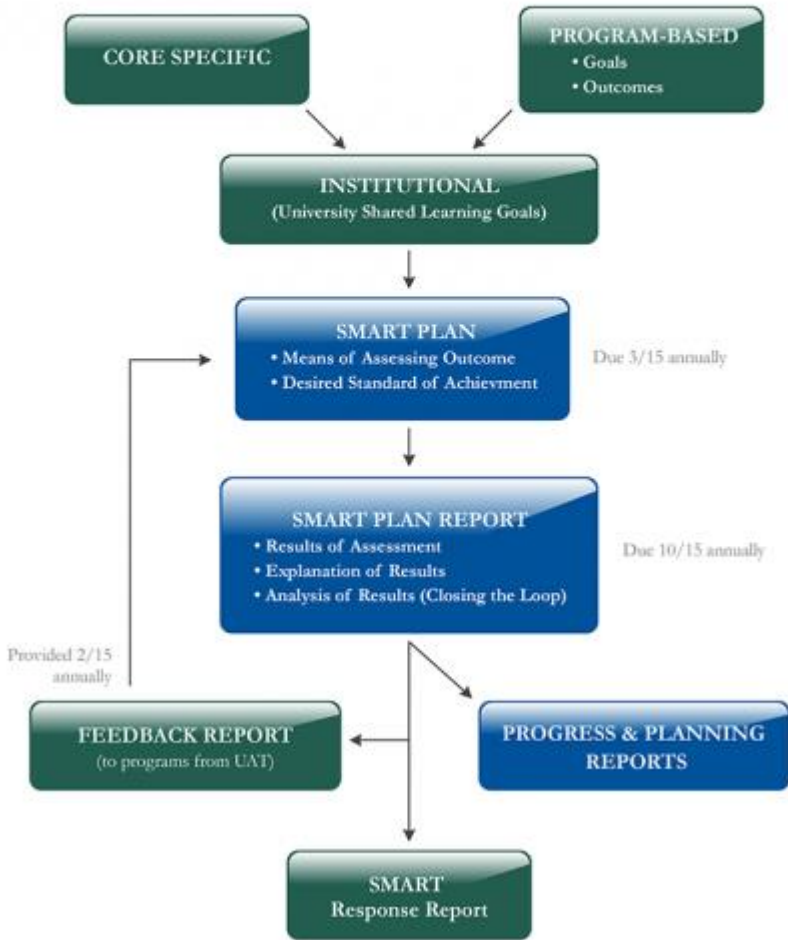 CORE SPECIFIC
PROGRAM-BASED
• Goals
• Outcomes
INSTITUTIONAL
(University Shared Learning Goals)
SMART PLAN
• Means of Assessing Outcome
• Desired Standard of Achievment
Due 3/15 annually
SMART PLAN REPORT
• Results of Assessment
• Explanation of Results
• Analysis of Results (Closing the Loop)
Due 10/15 annually
Provided 2/15
annually
FEEDBACK REPORT
(to programs from UAT)
PROGRESS & PLANNING
REPORTS
SMART
Response Report